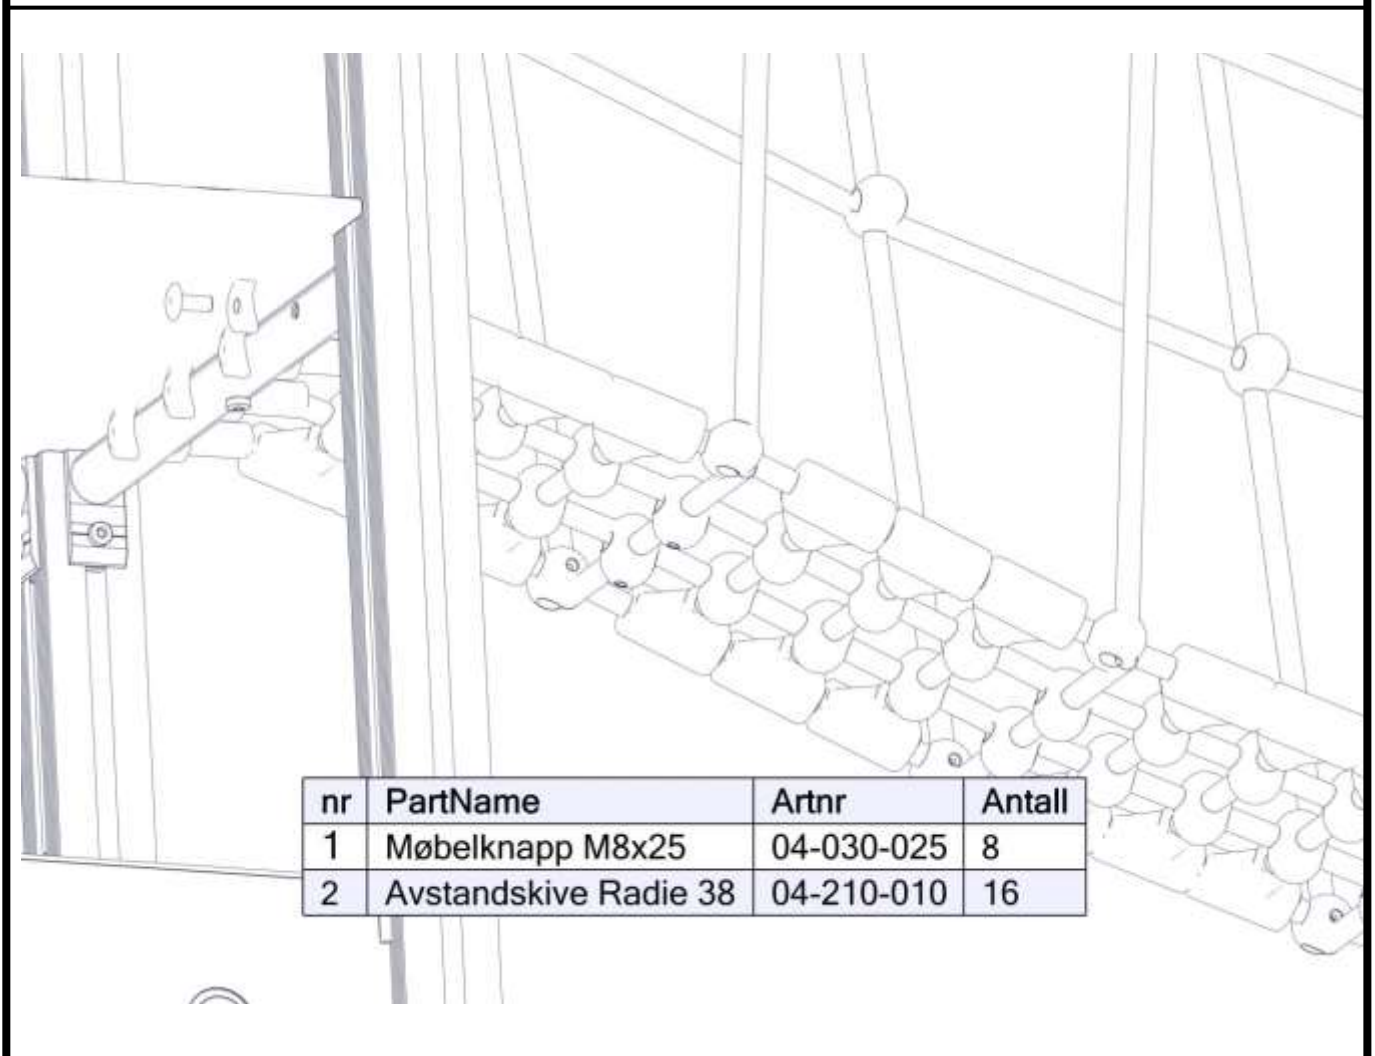 nr PartName Artnr Antall
1 Møbelknapp M8x25 04-030-025 8
2 Avstandskive Radie 38 04-210-010 16